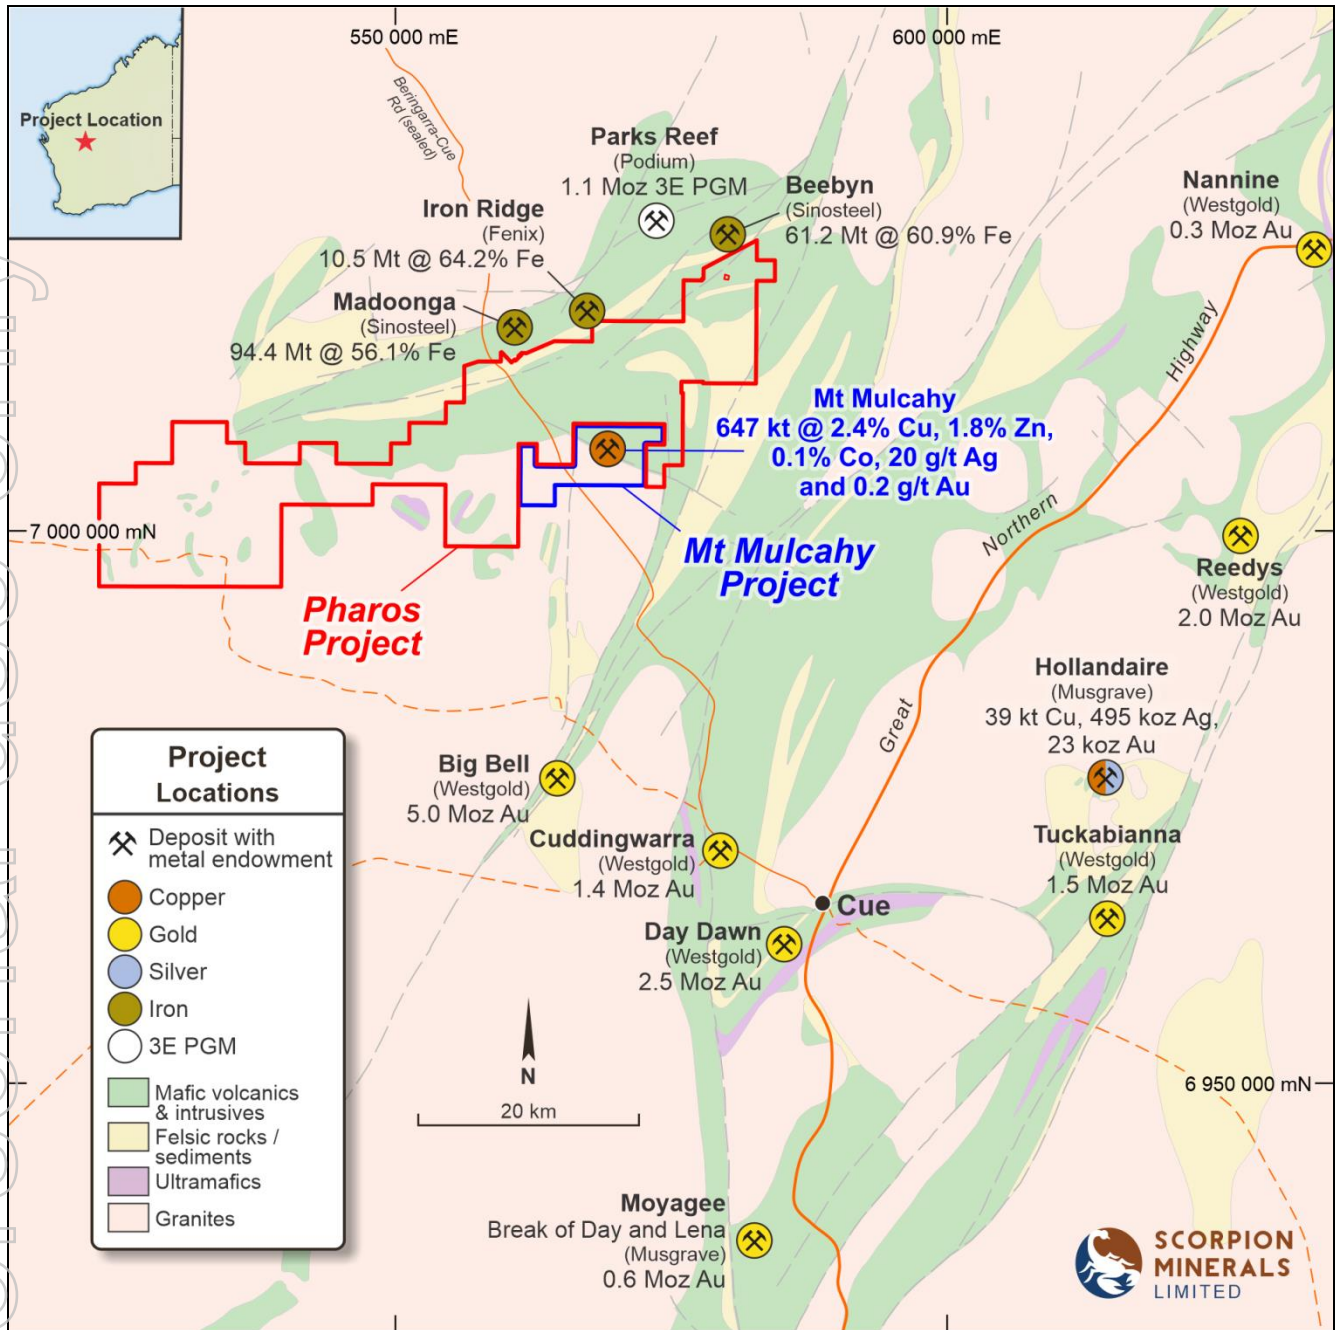 550 000 mE
600 000 mE
Project Location
Beringarra-Cue
Rd (sealed)
Parks Reef
(Podium)
1.1 Moz 3E PGM
Beebyn
(Sinosteel)
61.2 Mt @ 60.9% Fe
Nannine
(Westgold)
0.3 Moz Au
Iron Ridge
(Fenix)
10.5 Mt @ 64.2% Fe
Madoonga
(Sinosteel)
94.4 Mt @ 56.1% Fe
Mt Mulcahy
647 kt @ 2.4% Cu, 1.8% Zn,
0.1% Co, 20 g/t Ag
and 0.2 g/t Au
Great Northern Highway
7 000 000 mN
Mt Mulcahy
Project
Pharos
Project
Reedys
(Westgold)
2.0 Moz Au
Hollandaire
(Musgrave)
39 kt Cu, 495 koz Ag,
23 koz Au
Big Bell
(Westgold)
5.0 Moz Au
Cuddingwarra
(Westgold)
1.4 Moz Au
Tuckabianna
(Westgold)
1.5 Moz Au
Cue
Day Dawn
(Westgold)
2.5 Moz Au
Project
Locations
Deposit with
metal endowment
Copper
Gold
Silver
Iron
3E PGM
Mafic volcanics
& intrusives
Felsic rocks /
sediments
Ultramafics
Granites
N
20 km
6 950 000 mN
Moyagee
Break of Day and Lena
(Musgrave)
0.6 Moz Au
SCORPION
MINERALS
LIMITED